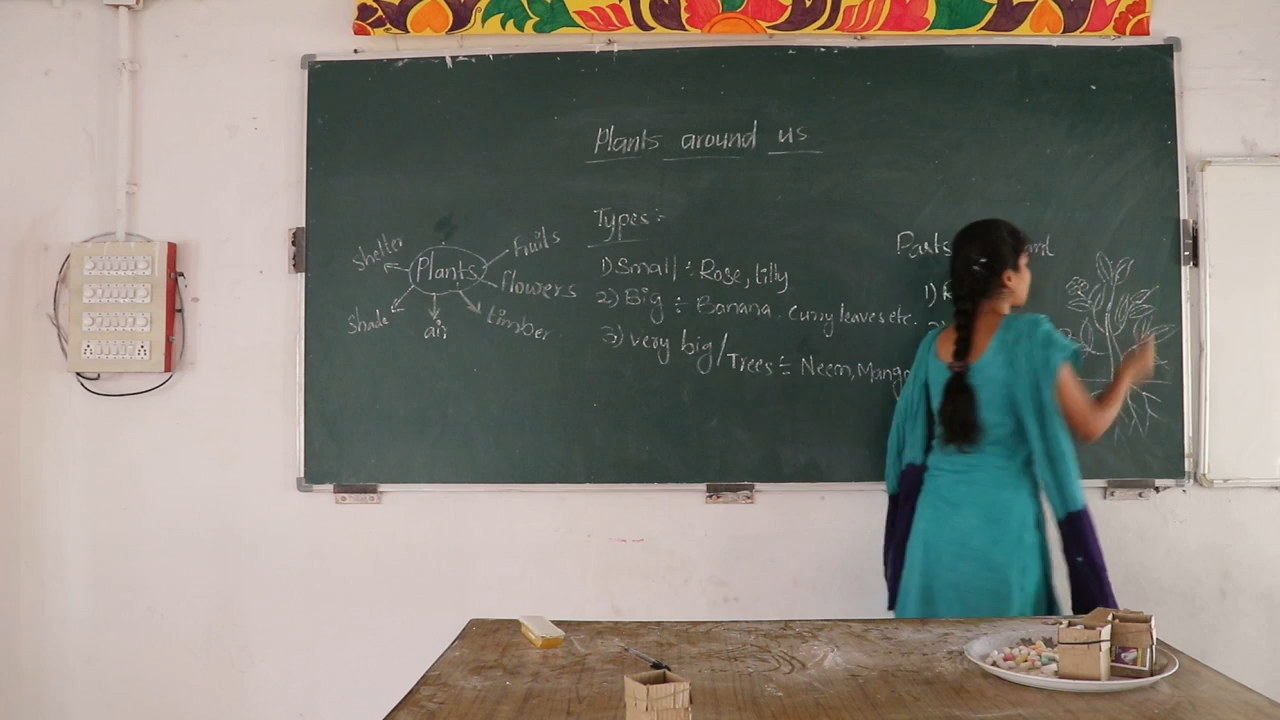 Plants around us
Shelter
Plants
Fruits
Flowers
Shade
air
timber
Types :-
1) Small :- Rose, Lilly
2) Big :- Banana, Curry leaves etc.
3) very big/Trees :- Neem, Mango
Parts
1)